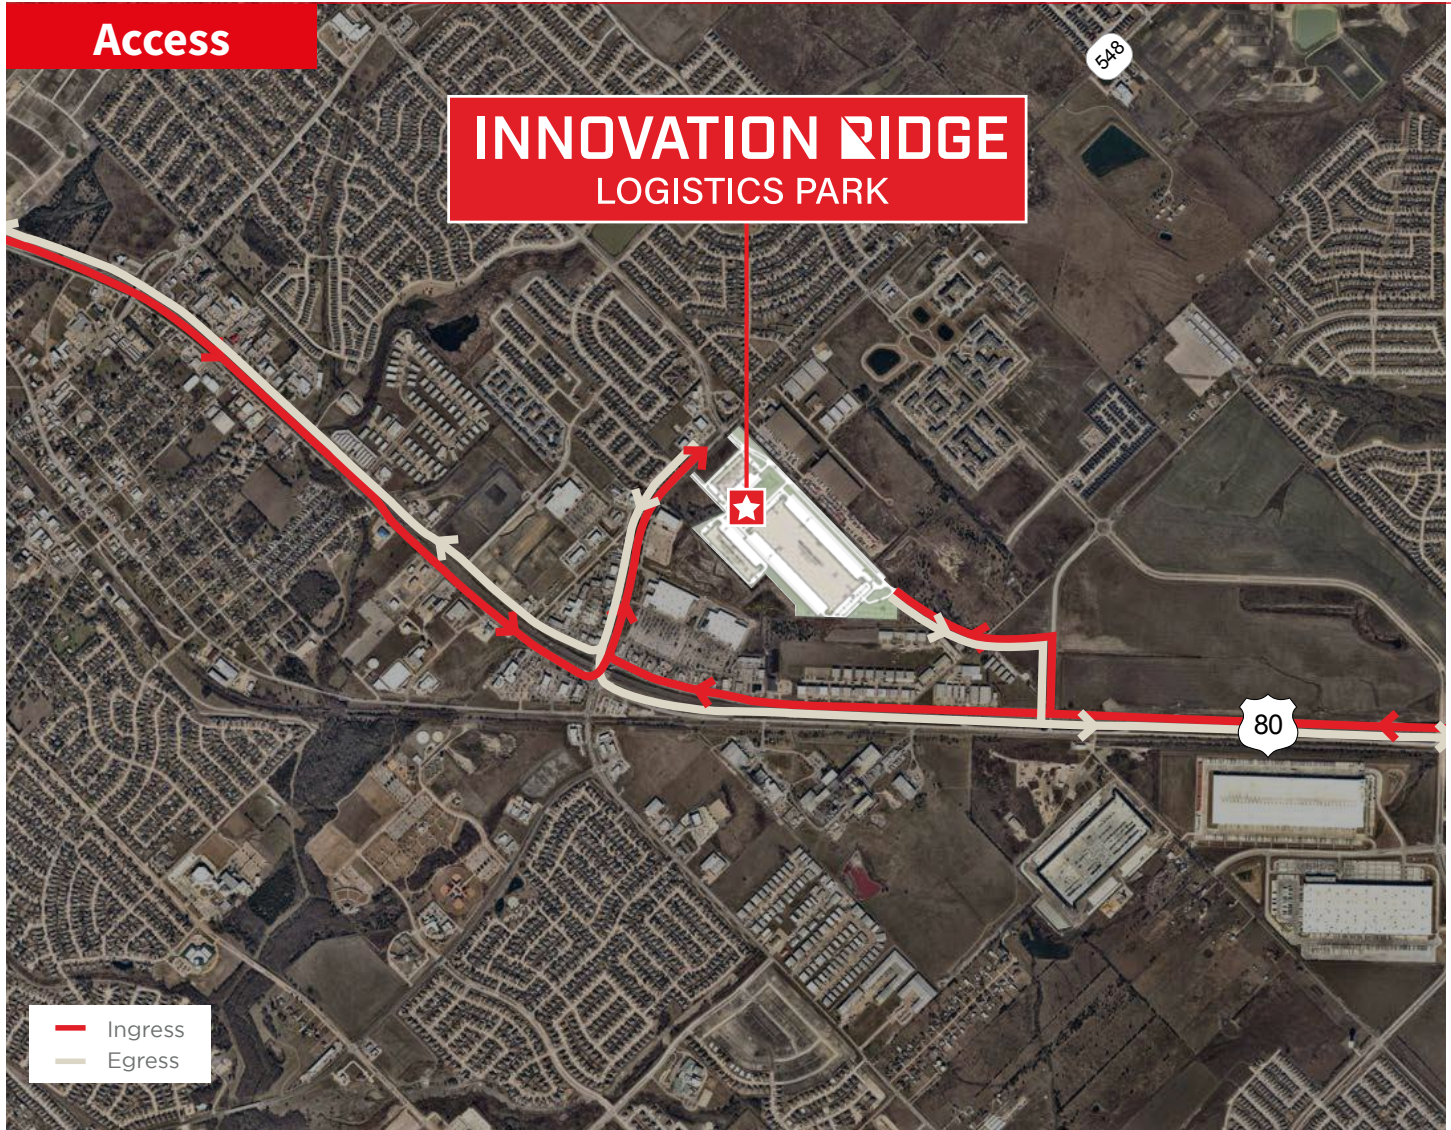 Access
548
INNOVATION RIDGE
LOGISTICS PARK
80
Ingress
Egress